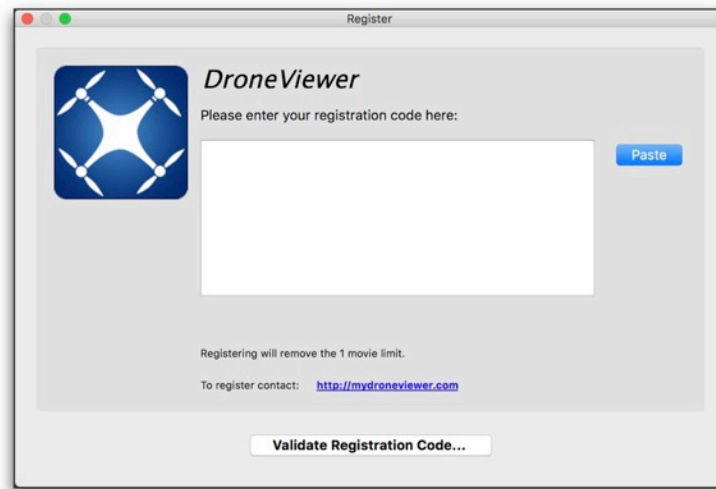 Register
DroneViewer
Please enter your registration code here:
Paste
Registering will remove the 1 movie limit.
To register contact: http://mydroneviewer.com
Validate Registration Code...